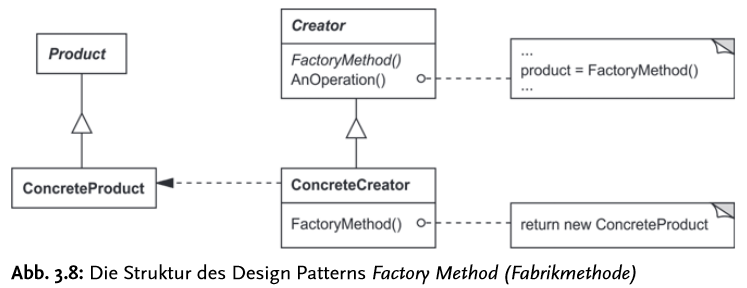 Product
ConcreteProduct
Creator
FactoryMethod()
AnOperation()
...
product = FactoryMethod()
...
ConcreteCreator
FactoryMethod()
return new ConcreteProduct
Abb. 3.8: Die Struktur des Design Patterns Factory Method (Fabrikmethode)